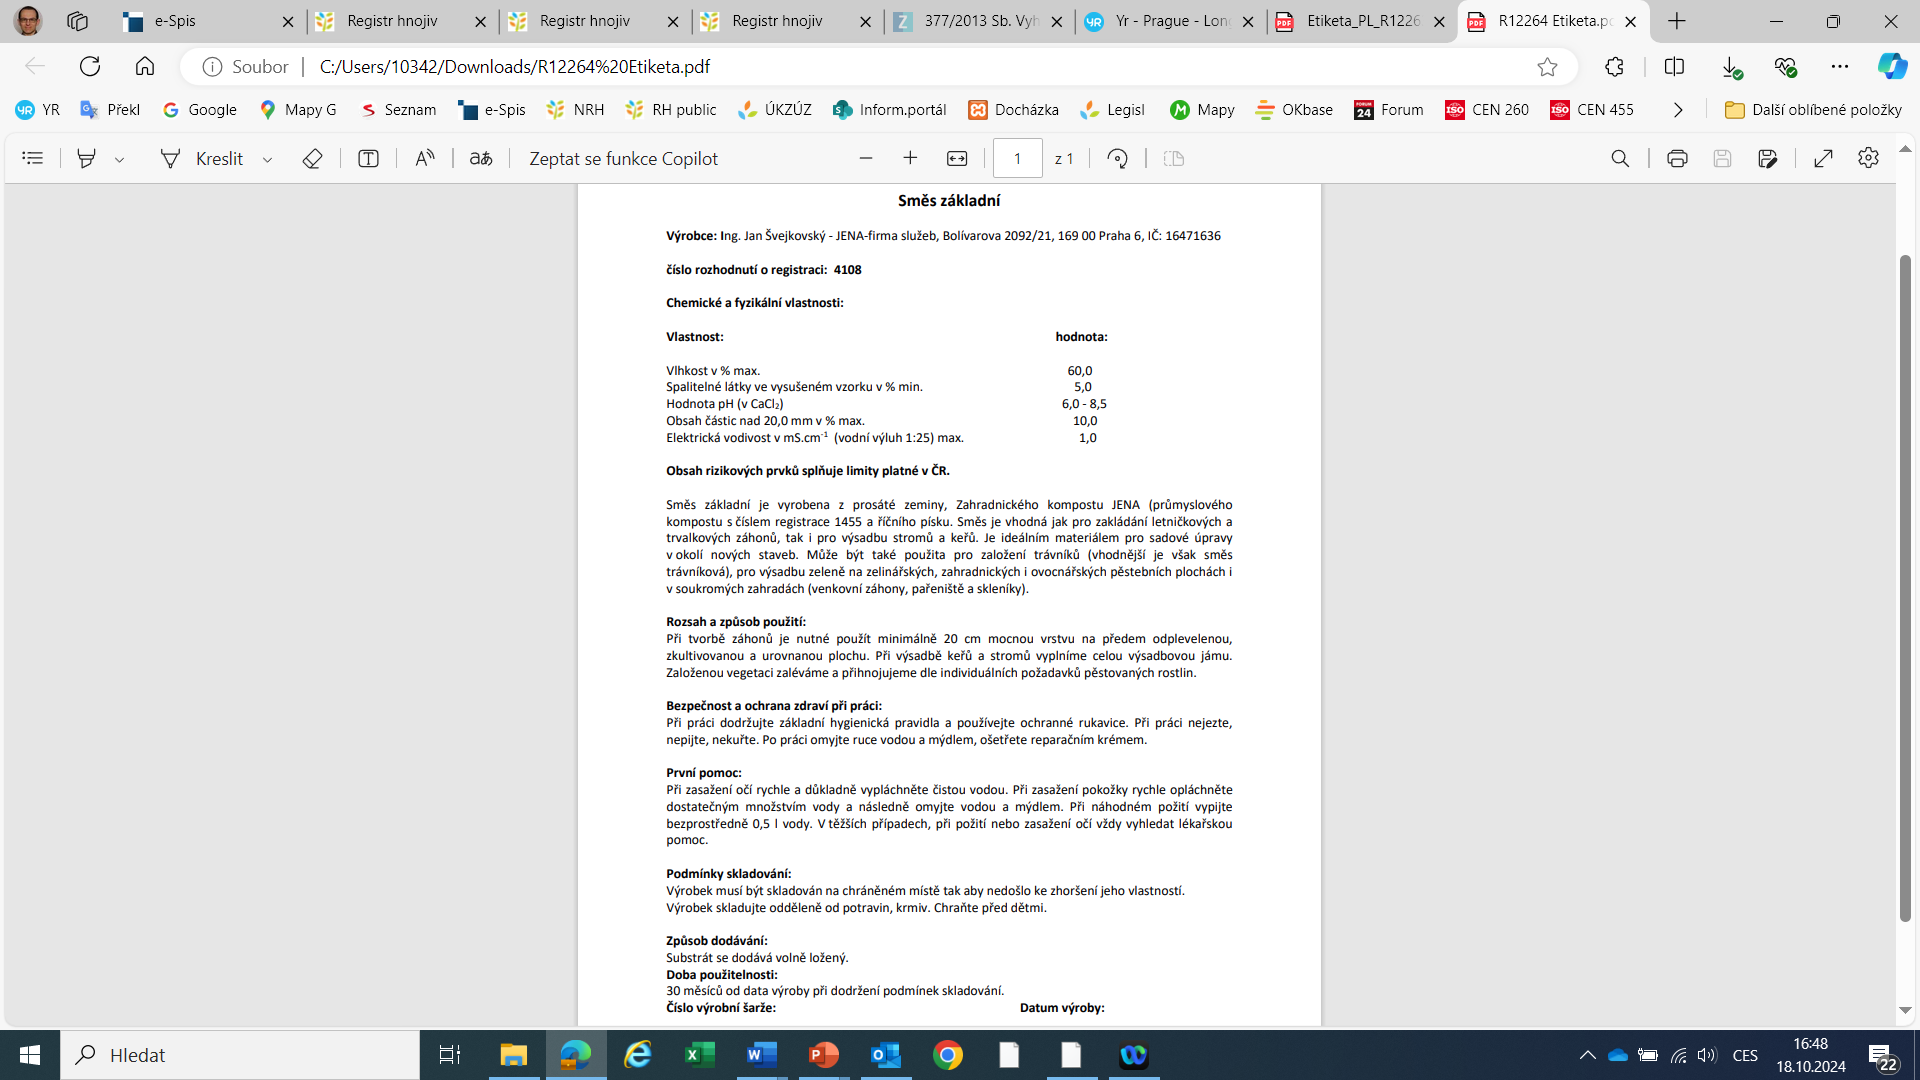 e-Spis
Registr hnojiv
Registr hnojiv
Registr hnojiv
377/2013 Sb. Vyh
Yr - Prague - Lon
Etiketa_PL_R1226
R12264 Etiketa.p
Soubor
C:/Users/10342/Downloads/R12264%20Etiketa.pdf
YR
Překl
Google
Mapy G
Seznam
e-Spis
NRH
RH public
ÚKZÚZ
Inform.portál
Docházka
Legisl
Mapy
OKbase
Forum
CEN 260
CEN 455
Další oblíbené položky
Kreslit
Zeptat se funkce Copilot
1
z 1
Směs základní
Výrobce: Ing. Jan Švejkovský - JENA-firma služeb, Bolívarova 2092/21, 169 00 Praha 6, IČ: 16471636
číslo rozhodnutí o registraci: 4108
Chemické a fyzikální vlastnosti:
Vlastnost: hodnota:
Vlhkost v % max. 60,0
Spalitelné látky ve vysušeném vzorku v % min. 5,0
Hodnota pH (v CaCl₂) 6,0 - 8,5
Obsah částic nad 20,0 mm v % max. 10,0
Elektrická vodivost v mS.cm⁻¹ (vodní výluh 1:25) max. 1,0
Obsah rizikových prvků splňuje limity platné v ČR.
Směs základní je vyrobena z prosáté zeminy, Zahradnického kompostu JENA (průmyslového
kompostu s číslem registrace 1455 a říčního písku. Směs je vhodná jak pro zakládání letničkových a
trvalkových záhonů, tak i pro výsadbu stromů a keřů. Je ideálním materiálem pro sadové úpravy
v okolí nových staveb. Může být také použita pro založení trávníků (vhodnější je však směs
trávníková), pro výsadbu zeleně na zelinářských, zahradnických i ovocnářských pěstebních plochách i
v soukromých zahradách (venkovní záhony, pařeniště a skleníky).
Rozsah a způsob použití:
Při tvorbě záhonů je nutné použít minimálně 20 cm mocnou vrstvu na předem odplevelenou,
zkultivovanou a urovnanou plochu. Při výsadbě keřů a stromů vyplníme celou výsadbovou jámu.
Založenou vegetaci zaléváme a přihnojujeme dle individuálních požadavků pěstovaných rostlin.
Bezpečnost a ochrana zdraví při práci:
Při práci dodržujte základní hygienická pravidla a používejte ochranné rukavice. Při práci nejezte,
nepijte, nekuřte. Po práci omyjte ruce vodou a mýdlem, ošetřete reparačním krémem.
První pomoc:
Při zasažení očí rychle a důkladně vypláchněte čistou vodou. Při zasažení pokožky rychle opláchněte
dostatečným množstvím vody a následně omyjte vodou a mýdlem. Při náhodném požití vypijte
bezprostředně 0,5 l vody. V těžších případech, při požití nebo zasažení očí vždy vyhledat lékařskou
pomoc.
Podmínky skladování:
Výrobek musí být skladován na chráněném místě tak aby nedošlo ke zhoršení jeho vlastností.
Výrobek skladujte odděleně od potravin, krmiv. Chraňte před dětmi.
Způsob dodávání:
Substrát se dodává volně ložený.
Doba použitelnosti:
30 měsíců od data výroby při dodržení podmínek skladování.
Číslo výrobní šarže: Datum výroby:
Hledat
CES
16:48
18.10.2024
22